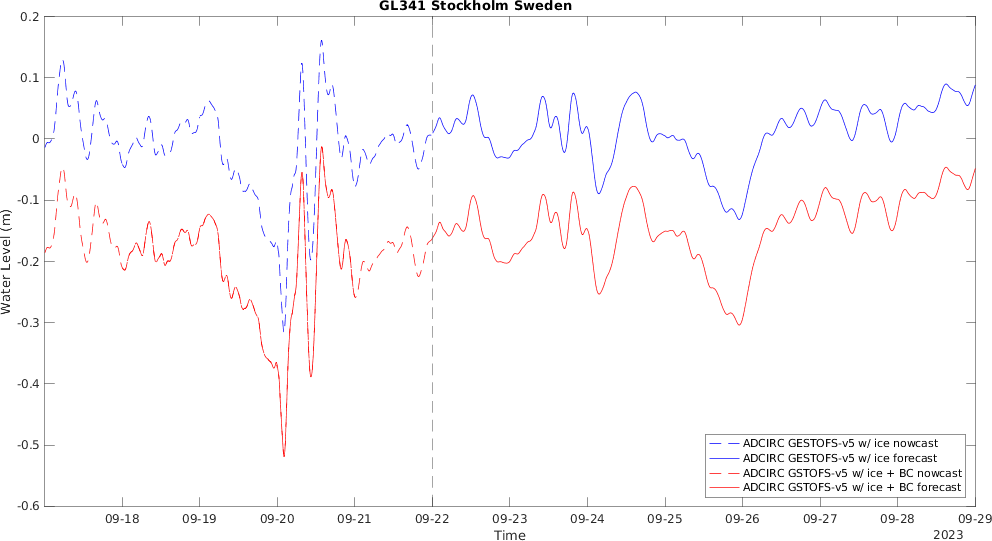 GL341 Stockholm Sweden
0.2
0.1
0
-0.1
-0.2
-0.3
-0.4
-0.5
-0.6
Water Level (m)
ADCIRC GESTOFS-v5 w/ ice nowcast
ADCIRC GESTOFS-v5 w/ ice forecast
ADCIRC GSTOFS-v5 w/ ice + BC nowcast
ADCIRC GSTOFS-v5 w/ ice + BC forecast
09-18 09-19 09-20 09-21 09-22 09-23 09-24 09-25 09-26 09-27 09-28 09-29
Time
2023